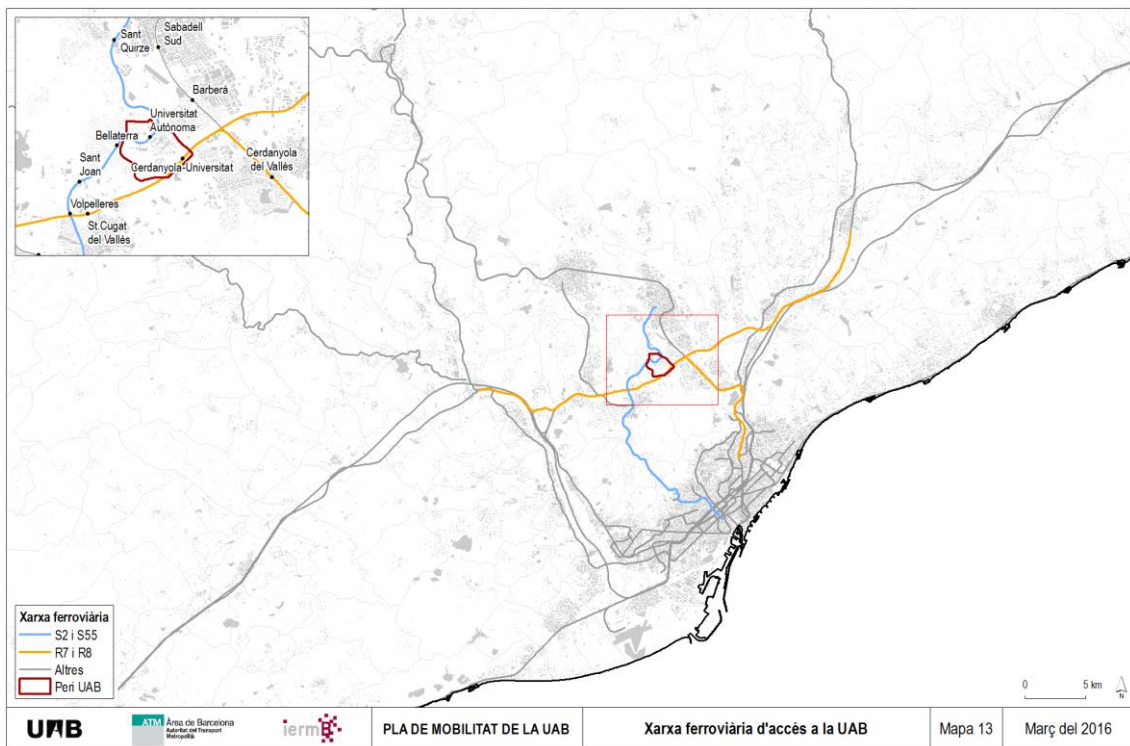 Sant
Quirze
Sabadell
Sud
Barberà
Universitat
Autònoma
Bellaterra
Sant
Joan
Cerdanyola-Universitat
Cerdanyola
del Vallès
Volpelleres
St.Cugat
del Vallès
Xarxa ferroviària
S2 i S55
R7 i R8
Altres
Perí UAB
0 5 km
N
UAB
ATM Àrea de Barcelona
Autoritat del Transport
Metropolità
iermB
PLA DE MOBILITAT DE LA UAB
Xarxa ferroviària d'accés a la UAB
Mapa 13
Març del 2016